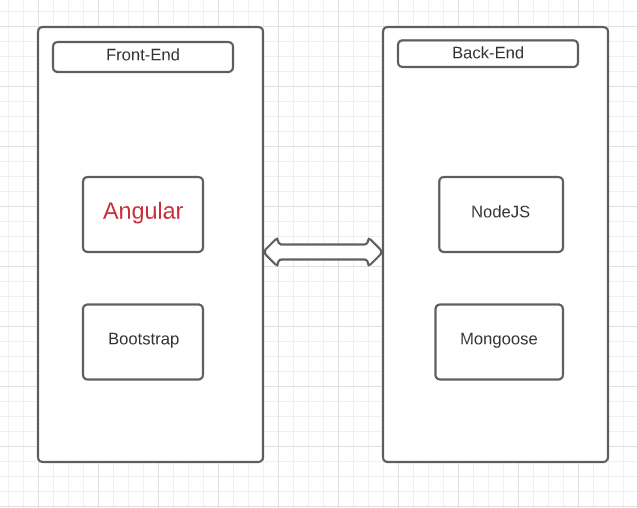 Front-End
Back-End
Angular
NodeJS
Bootstrap
Mongoose